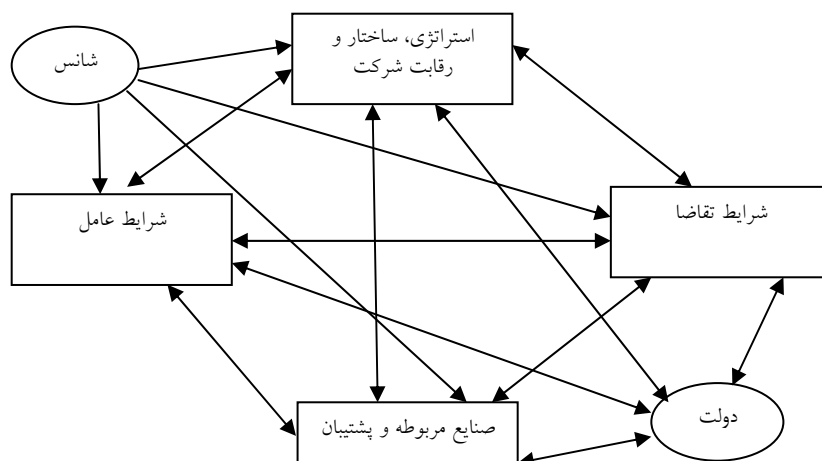 شانس
استراتژی، ساختار و
رقابت شرکت
شرایط عامل
شرایط تقاضا
صنایع مربوطه و پشتیبان
دولت